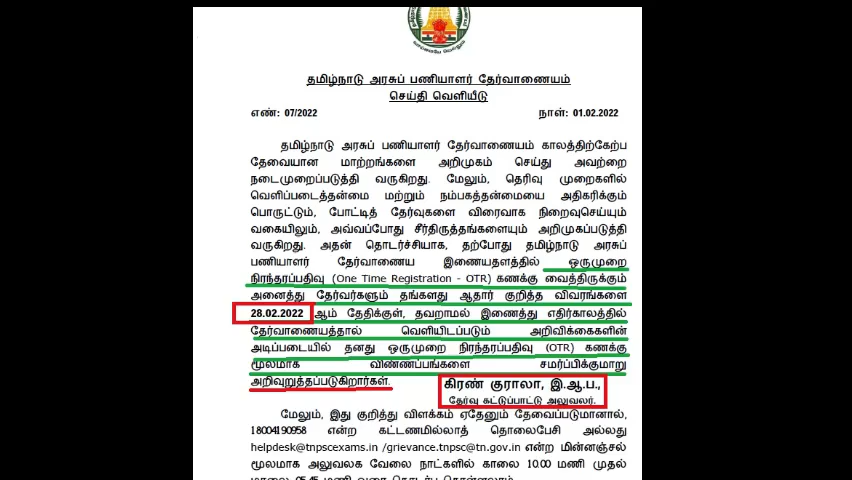 தமிழ்நாடு அரசுப் பணியாளர் தேர்வாணையம்
செய்தி வெளியீடு
எண்: 07/2022 நாள்: 01.02.2022
தமிழ்நாடு அரசுப் பணியாளர் தேர்வாணையம் காலத்திற்கேற்ப
தேவையான மாற்றங்களை அறிமுகம் செய்து அவற்றை
நடைமுறைப்படுத்தி வருகிறது. மேலும், தெரிவு முறைகளில்
வெளிப்படைத்தன்மை மற்றும் நம்பகத்தன்மையை அதிகரிக்கும்
பொருட்டும், போட்டித் தேர்வுகளை விரைவாக நிறைவுசெய்யும்
வகையிலும், அவ்வப்போது சீர்திருத்தங்களையும் அறிமுகப்படுத்தி
வருகிறது. அதன் தொடர்ச்சியாக, தற்போது தமிழ்நாடு அரசுப்
பணியாளர் தேர்வாணைய இணையதளத்தில் ஒருமுறை
நிரந்தரப்பதிவு (One Time Registration - OTR) கணக்கு வைத்திருக்கும்
அனைத்து தேர்வர்களும் தங்களது ஆதார் குறித்த விவரங்களை
28.02.2022 ஆம் தேதிக்குள், தவறாமல் இணைத்து எதிர்காலத்தில்
தேர்வாணையத்தால் வெளியிடப்படும் அறிவிக்கைகளின்
அடிப்படையில் தனது ஒருமுறை நிரந்தரப்பதிவு (OTR) கணக்கு
மூலமாக விண்ணப்பங்களை சமர்ப்பிக்குமாறு
அறிவுறுத்தப்படுகிறார்கள்.
கிரண் குராலா, இ.ஆ.ப.,
தேர்வு கட்டுப்பாட்டு அலுவலர்.
மேலும், இது குறித்து விளக்கம் ஏதேனும் தேவைப்படுமானால்,
18004190958 என்ற கட்டணமில்லாத் தொலைபேசி அல்லது
helpdesk@tnpscexams.in /grievance.tnpsc@tn.gov.in என்ற மின்னஞ்சல்
மூலமாக அலுவலக வேலை நாட்களில் காலை 10.00 மணி முதல்